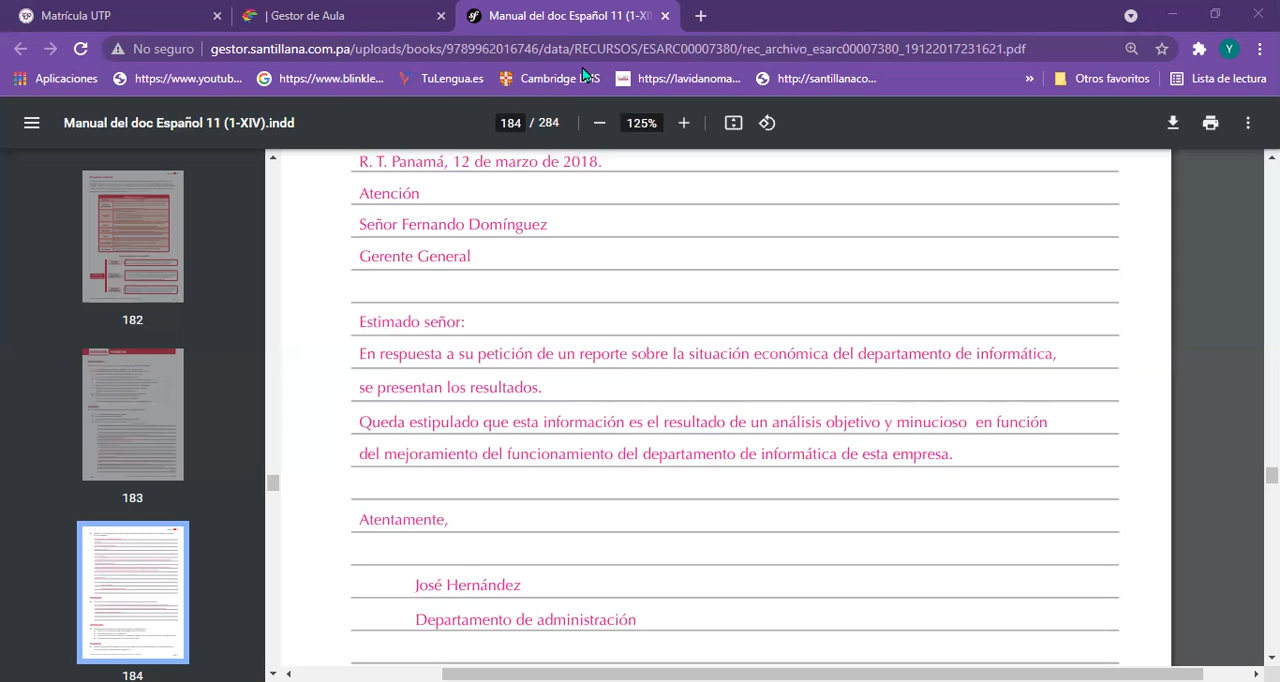 Matrícula UTP
Gestor de Aula
Manual del doc Español 11 (1-XI
No seguro
gestor.santillana.com.pa/uploads/books/9789962016746/data/RECURSOS/ESARC00007380/rec_archivo_esarc00007380_19122017231621.pdf
Y
Aplicaciones
https://www.youtub...
https://www.blinkle...
TuLengua.es
Cambridge LMS
https://lavidanoma...
http://santillanaco...
»
Otros favoritos
Lista de lectura
Manual del doc Español 11 (1-XIV).indd
184 / 284
125%
182
183
184
R. T. Panamá, 12 de marzo de 2018.
Atención
Señor Fernando Domínguez
Gerente General
Estimado señor:
En respuesta a su petición de un reporte sobre la situación económica del departamento de informática,
se presentan los resultados.
Queda estipulado que esta información es el resultado de un análisis objetivo y minucioso en función
del mejoramiento del funcionamiento del departamento de informática de esta empresa.
Atentamente,
José Hernández
Departamento de administración